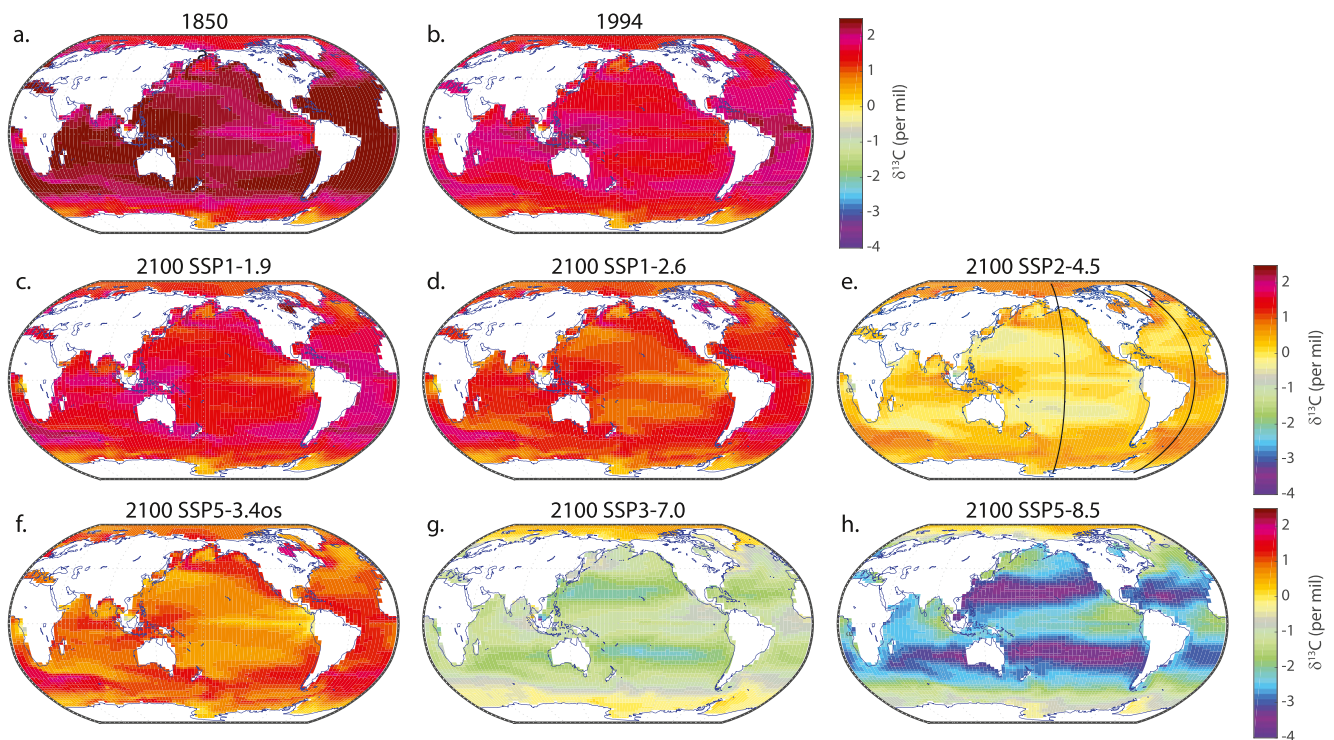 a.
1850
b.
1994
2
1
0
-1
-2
-3
-4
δ¹³C (per mil)
c.
2100 SSP1-1.9
d.
2100 SSP1-2.6
e.
2100 SSP2-4.5
2
1
0
-1
-2
-3
-4
δ¹³C (per mil)
f.
2100 SSP5-3.4os
g.
2100 SSP3-7.0
h.
2100 SSP5-8.5
2
1
0
-1
-2
-3
-4
δ¹³C (per mil)